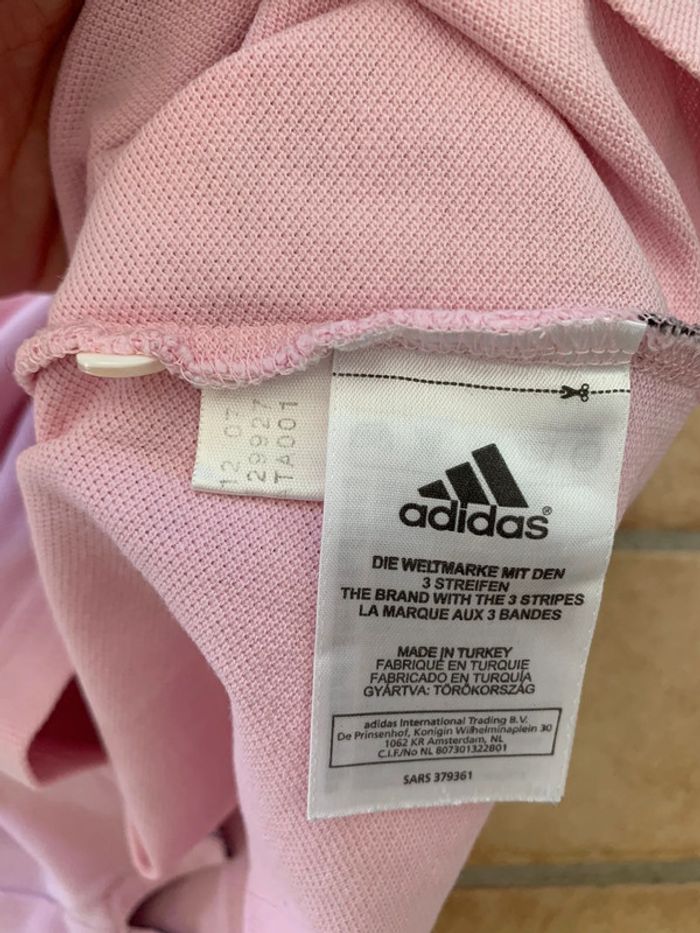 12 07
29927
TA001
adidas®
DIE WELTMARKE MIT DEN
3 STREIFEN
THE BRAND WITH THE 3 STRIPES
LA MARQUE AUX 3 BANDES
MADE IN TURKEY
FABRIQUÉ EN TURQUIE
FABRICADO EN TURQUÍA
GYÁRTVA: TÖRÖKORSZÁG
adidas International Trading B.V.
De Prinsenhof, Konigin Wilhelminaplein 30
1062 KR Amsterdam, NL
C.I.F./No NL 807301322B01
SARS 379361